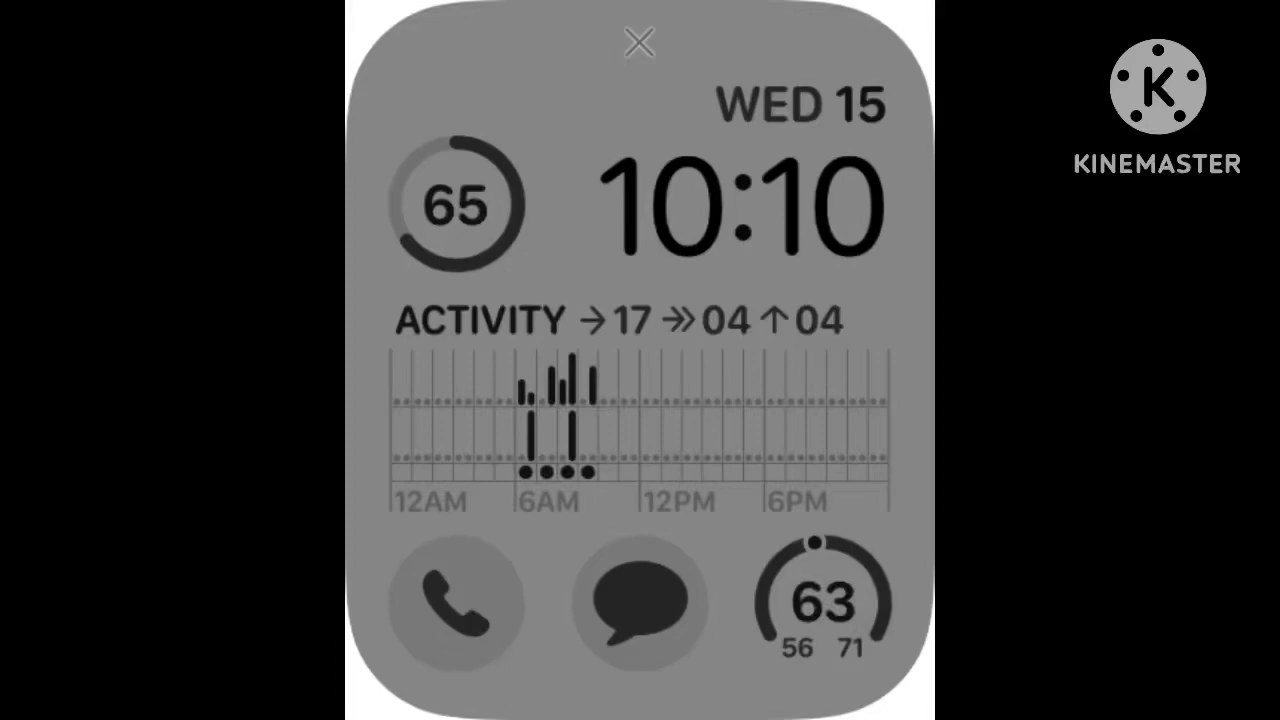 WED 15
65
10:10
ACTIVITY → 17 » 04 ↑ 04
12AM 6AM 12PM 6PM
63
56 71
K
KINEMASTER